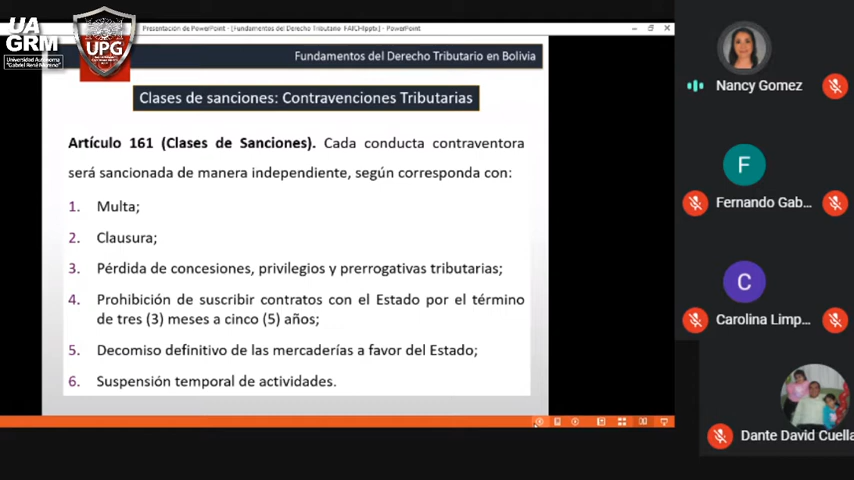 UA
GRM
Universidad Autónoma
"Gabriel René Moreno"
UPG
Presentación de PowerPoint - [Fundamentos del Derecho Tributario FAICHpptx] - PowerPoint
Fundamentos del Derecho Tributario en Bolivia
Clases de sanciones: Contravenciones Tributarias
Artículo 161 (Clases de Sanciones). Cada conducta contraventora
será sancionada de manera independiente, según corresponda con:
1. Multa;
2. Clausura;
3. Pérdida de concesiones, privilegios y prerrogativas tributarias;
4. Prohibición de suscribir contratos con el Estado por el término
de tres (3) meses a cinco (5) años;
5. Decomiso definitivo de las mercaderías a favor del Estado;
6. Suspensión temporal de actividades.
Nancy Gomez
F
Fernando Gab...
C
Carolina Limp...
Dante David Cuella